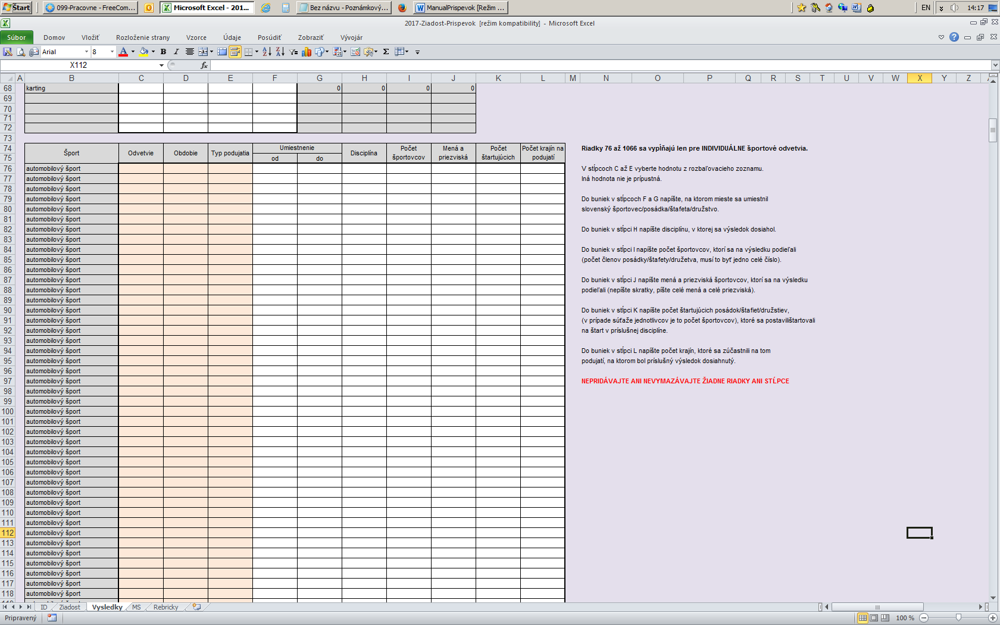 Start 099-Pracovne - FreeCom... Microsoft Excel - 201... Bez názvu - Poznámkový... ManualPrispevok [Režim ... EN 14:17
2017-Ziadost-Prispevok [režim kompatibility] - Microsoft Excel
Súbor Domov Vložiť Rozloženie strany Vzorce Údaje Posúdiť Zobraziť Vývojár
Arial 8 A B I Σ
X112 fx
A B C D E F G H I J K L M N O P Q R S T U V W X Y Z
68 karting 0 0 0 0
69
70
71
72
73
74 Šport Odvetvie Obdobie Typ podujatia Umiestnenie Disciplína Počet športovcov Mená a priezviská Počet štartujúcich Počet krajín na podujatí Riadky 76 až 1066 sa vypĺňajú len pre INDIVIDUÁLNE športové odvetvia.
75 od do
76 automobilový šport V stĺpcoch C až E vyberte hodnotu z rozbaľovacieho zoznamu.
77 automobilový šport Iná hodnota nie je prípustná.
78 automobilový šport
79 automobilový šport Do buniek v stĺpcoch F a G napíšte, na ktorom mieste sa umiestnil
80 automobilový šport slovenský športovec/posádka/štafeta/družstvo.
81 automobilový šport
82 automobilový šport Do buniek v stĺpci H napíšte disciplínu, v ktorej sa výsledok dosiahol.
83 automobilový šport
84 automobilový šport Do buniek v stĺpci I napíšte počet športovcov, ktorí sa na výsledku podieľali
85 automobilový šport (počet členov posádky/štafety/družetva, musí to byť jedno celé číslo).
86 automobilový šport
87 automobilový šport Do buniek v stĺpci J napíšte mená a priezviská športovcov, ktorí sa na výsledku
88 automobilový šport podieľali (nepíšte skratky, píšte celé mená a celé priezviská).
89 automobilový šport
90 automobilový šport Do buniek v stĺpci K napíšte počet štartujúcich posádok/štafiet/družstiev,
91 automobilový šport (v prípade súťaže jednotlivcov je to počet športovcov), ktoré sa postavilištartovali
92 automobilový šport na štart v príslušnej disciplíne.
93 automobilový šport
94 automobilový šport Do buniek v stĺpci L napíšte počet krajín, ktoré sa zúčastnili na tom
95 automobilový šport podujatí, na ktorom bol príslušný výsledok dosiahnutý.
96 automobilový šport
97 automobilový šport NEPRIDÁVAJTE ANI NEVYMAZÁVAJTE ŽIADNE RIADKY ANI STĹPCE
98 automobilový šport
99 automobilový šport
100 automobilový šport
101 automobilový šport
102 automobilový šport
103 automobilový šport
104 automobilový šport
105 automobilový šport
106 automobilový šport
107 automobilový šport
108 automobilový šport
109 automobilový šport
110 automobilový šport
111 automobilový šport
112 automobilový šport
113 automobilový šport
114 automobilový šport
115 automobilový šport
116 automobilový šport
117 automobilový šport
118 automobilový šport
ID Ziadost Vysledky MS Rebricky
Pripravený 100 %